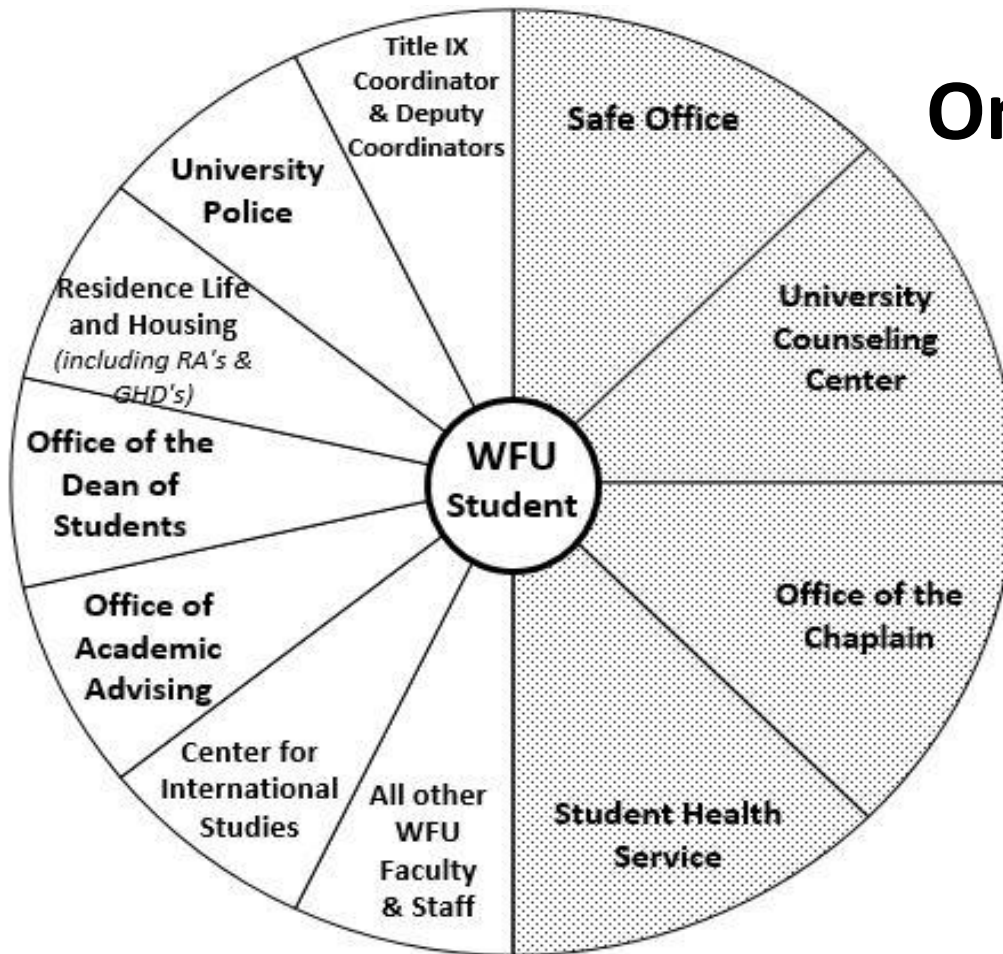 Title IX
Coordinator
& Deputy
Coordinators
Safe Office
University
Counseling
Center
Office of the
Chaplain
Student Health
Service
All other
WFU
Faculty
& Staff
Center for
International
Studies
Office of
Academic
Advising
Office of the
Dean of
Students
Residence Life
and Housing
(including RA's &
GHD's)
University
Police
WFU
Student